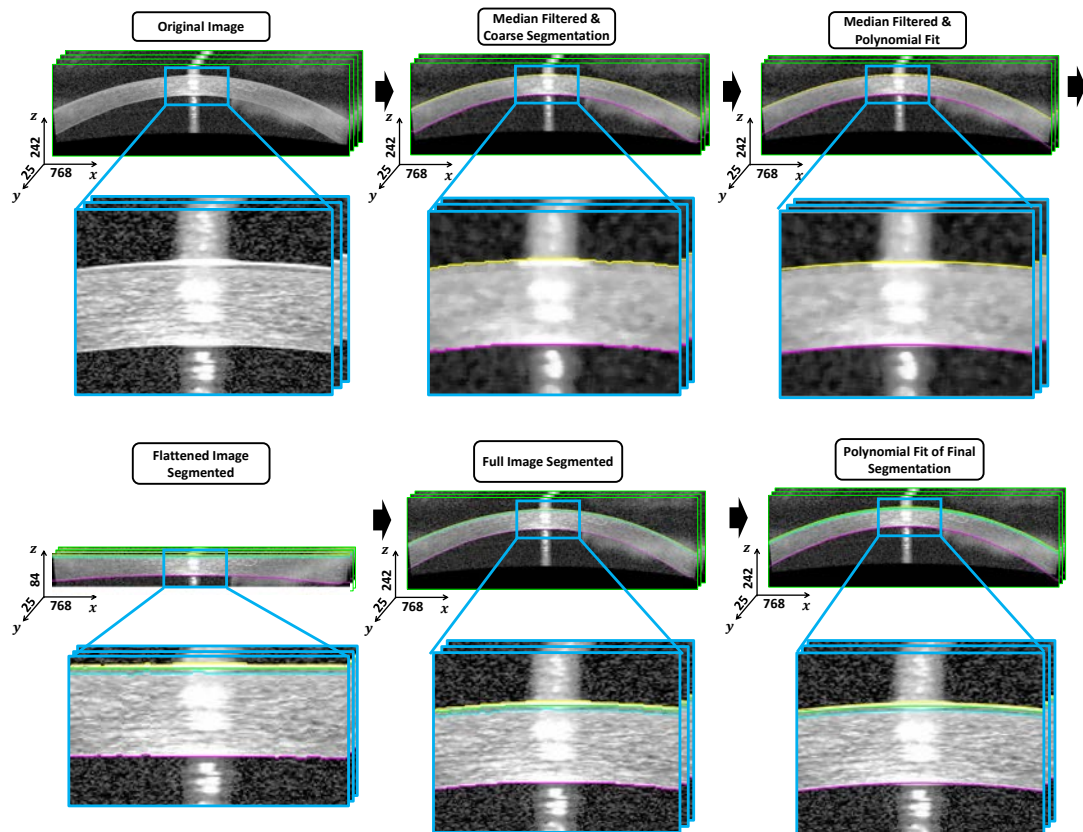 Original Image
Median Filtered &
Coarse Segmentation
Median Filtered &
Polynomial Fit
z
242
25
768
x
y
z
242
25
768
x
y
z
242
25
768
x
y
Flattened Image
Segmented
Full Image Segmented
Polynomial Fit of Final
Segmentation
z
84
25
768
x
y
z
242
25
768
x
y
z
242
25
768
x
y